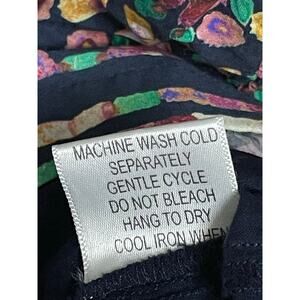 MACHINE WASH COLD
SEPARATELY
GENTLE CYCLE
DO NOT BLEACH
HANG TO DRY
COOL IRON WHEN